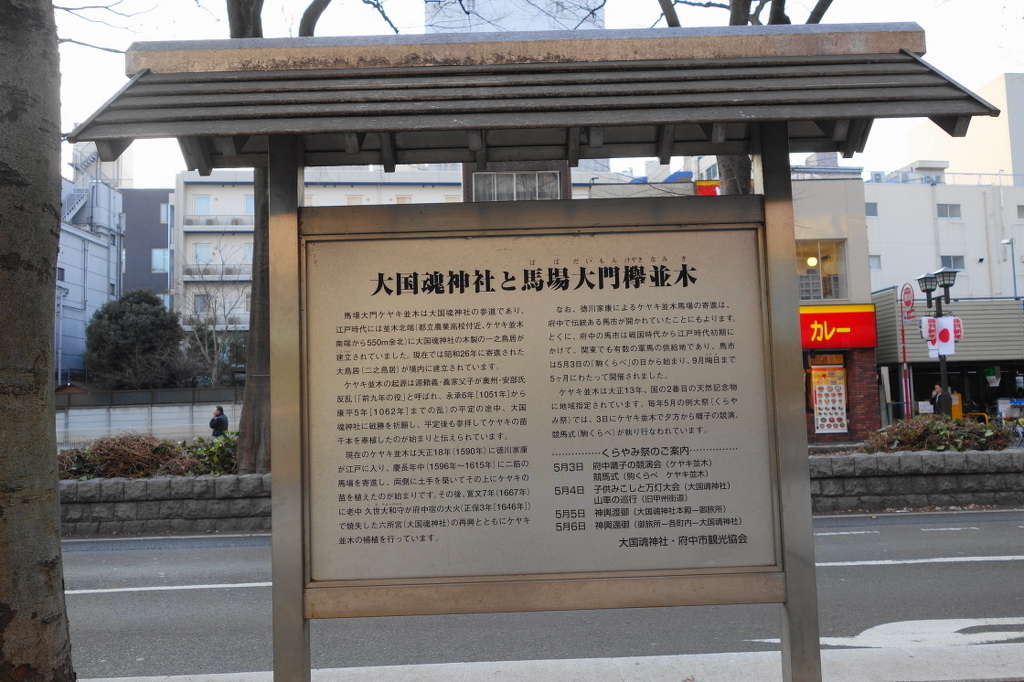 ばばだいもんけやきなみき
大国魂神社と馬場大門欅並木
馬場大門ケヤキ並木は大国魂神社の参道であり、
江戸時代には並木北端(都立農業高校付近、ケヤキ並木
南端から550m余北)に大国魂神社の木製の一之鳥居が
建立されていました。現在では昭和26年に寄進された
大鳥居(二之鳥居)が境内に建立されています。
ケヤキ並木の起源は源頼義・義家父子が奥州・安部氏
反乱(「前九年の役」と呼ばれ、永承6年[1051年]から
康平5年[1062年]までの乱)の平定の途中、大国
魂神社に戦勝を祈願し、平定後も参拝してケヤキの苗
千本を奉植したのが始まりと伝えられています。
現在のケヤキ並木は天正18年(1590年)に徳川家康
が江戸に入り、慶長年中(1596年〜1615年)に二筋の
馬場を寄進し、両側に土手を築いてその上にケヤキの
苗を植えたのが始まりです。その後、寛文7年(1667年)
に老中 久世大和守が府中宿の大火(正保3年[1646年])
で焼失した六所宮(大国魂神社)の再興とともにケヤキ
並木の補植を行っています。
なお、徳川家康によるケヤキ並木馬場の寄進は、
府中で伝統ある馬市が開かれていたことにもよります。
とくに、府中の馬市は戦国時代から江戸時代初期に
かけて、関東でも有数の軍馬の供給地であり、馬市
は5月3日の「駒くらべ」の日から始まり、9月晦日まで
5ヶ月にわたって開催されました。
ケヤキ並木は大正13年、国の2番目の天然記念物
に地域指定されています。毎年5月の例大祭(くらや
み祭)では、3日にケヤキ並木で夕方から囃子の競演、
競馬式(駒くらべ)が執り行なわれています。
……………くらやみ祭のご案内……………
5月3日 府中囃子の競演会(ケヤキ並木)
競馬式(駒くらべ ケヤキ並木)
5月4日 子供みこしと万灯大会(大国魂神社)
山車の巡行(旧甲州街道)
5月5日 神輿渡御(大国魂神社本殿−御旅所)
5月6日 神輿還御(御旅所−各町内−大国魂神社)
大国魂神社・府中市観光協会
カレー